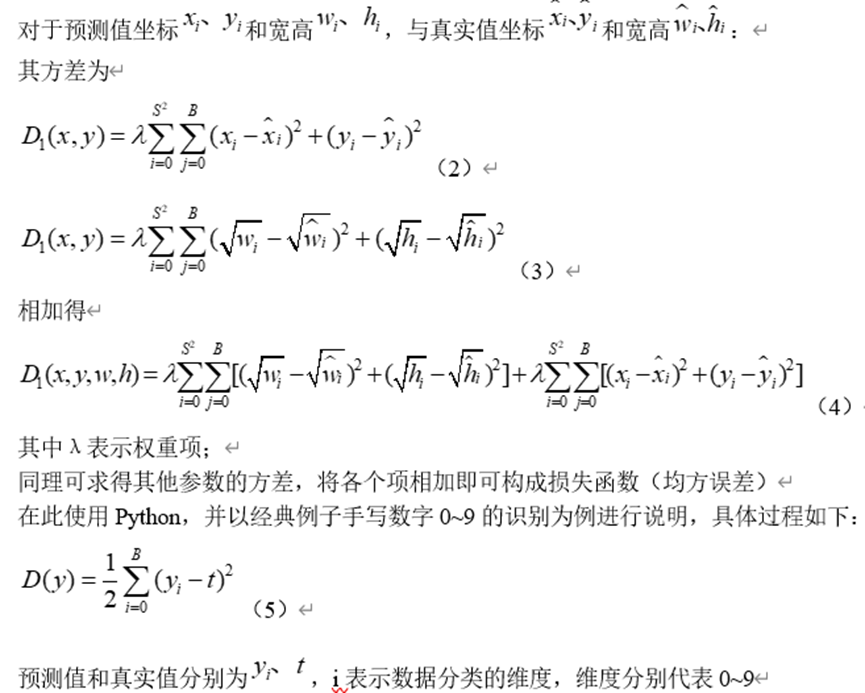 对于预测值坐标 $x_i$、$y_i$和宽高$w_i$、$h_i$，与真实值坐标$\hat{x}_i$、$\hat{y}_i$和宽高$\hat{w}_i$、$\hat{h}_i$：↵
其方差为↵
$D_1(x,y)=\lambda\sum_{i=0}^{S^2}\sum_{j=0}^{B}(x_i-\hat{x}_i)^2+(y_i-\hat{y}_i)^2$（2）↵
$D_1(x,y)=\lambda\sum_{i=0}^{S^2}\sum_{j=0}^{B}(\sqrt{w_i}-\sqrt{\hat{w}_i})^2+(\sqrt{h_i}-\sqrt{\hat{h}_i})^2$（3）↵
相加得↵
$D_1(x,y,w,h)=\lambda\sum_{i=0}^{S^2}\sum_{j=0}^{B}[(\sqrt{w_i}-\sqrt{\hat{w}_i})^2+(\sqrt{h_i}-\sqrt{\hat{h}_i})^2]+\lambda\sum_{i=0}^{S^2}\sum_{j=0}^{B}[(x_i-\hat{x}_i)^2+(y_i-\hat{y}_i)^2]$（4）
其中λ表示权重项；↵
同理可求得其他参数的方差，将各个项相加即可构成损失函数（均方误差）↵
在此使用 Python，并以经典例子手写数字 0~9 的识别为例进行说明，具体过程如下：
$D(y)=\frac{1}{2}\sum_{i=0}^{B}(y_i-t)^2$（5）↵
预测值和真实值分别为$y_i$、$t$，i 表示数据分类的维度，维度分别代表 0~9↵